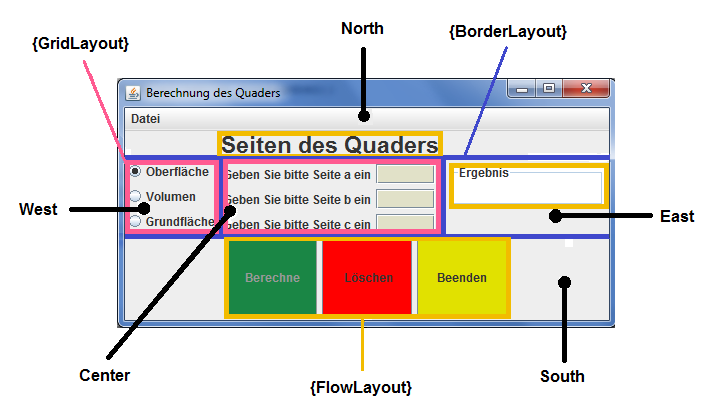 North
{BorderLayout}
{GridLayout}
Berechnung des Quaders
Datei
Seiten des Quaders
Oberfläche
Geben Sie bitte Seite a ein
Ergebnis
Volumen
Geben Sie bitte Seite b ein
West
East
Grundfläche
Geben Sie bitte Seite c ein
Berechne
Löschen
Beenden
Center
South
{FlowLayout}